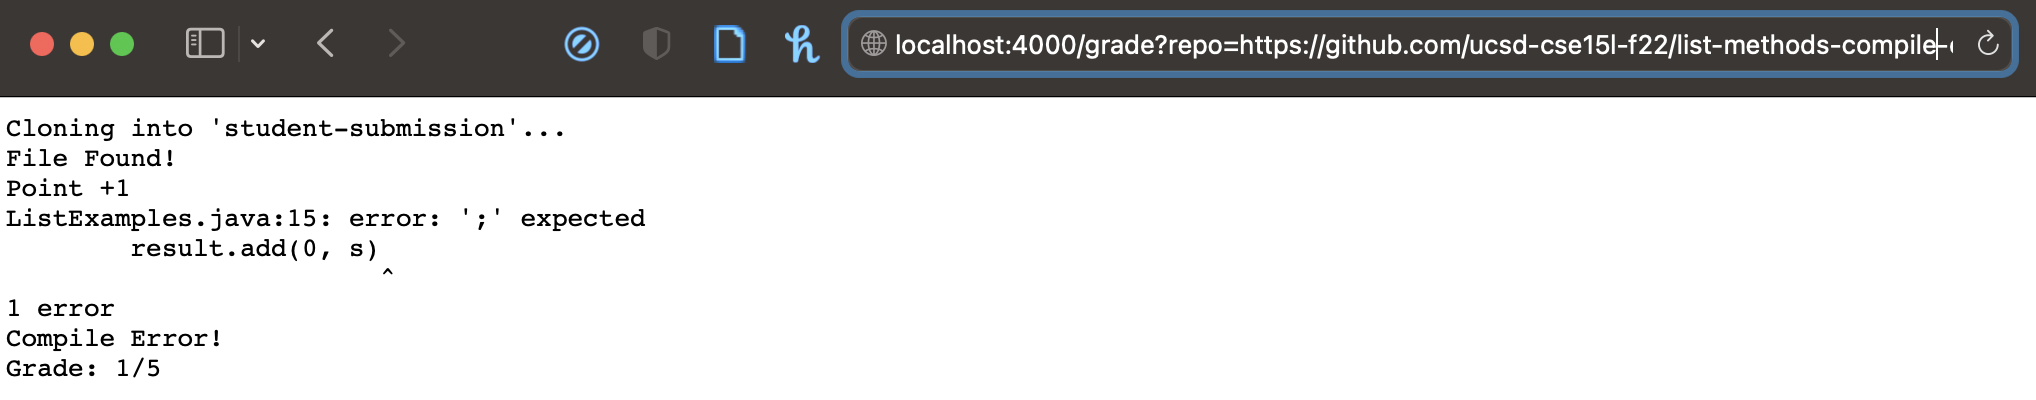 localhost:4000/grade?repo=https://github.com/ucsd-cse15l-f22/list-methods-compile-
Cloning into 'student-submission'...
File Found!
Point +1
ListExamples.java:15: error: ';' expected
        result.add(0, s)
                        ^
1 error
Compile Error!
Grade: 1/5